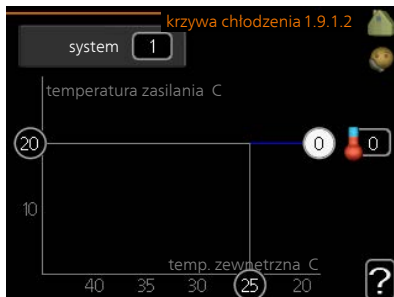 krzywa chłodzenia 1.9.1.2
system 1
temperatura zasilania C
20
0
0
10
temp. zewnętrzna C
40 35 30 25 20
?